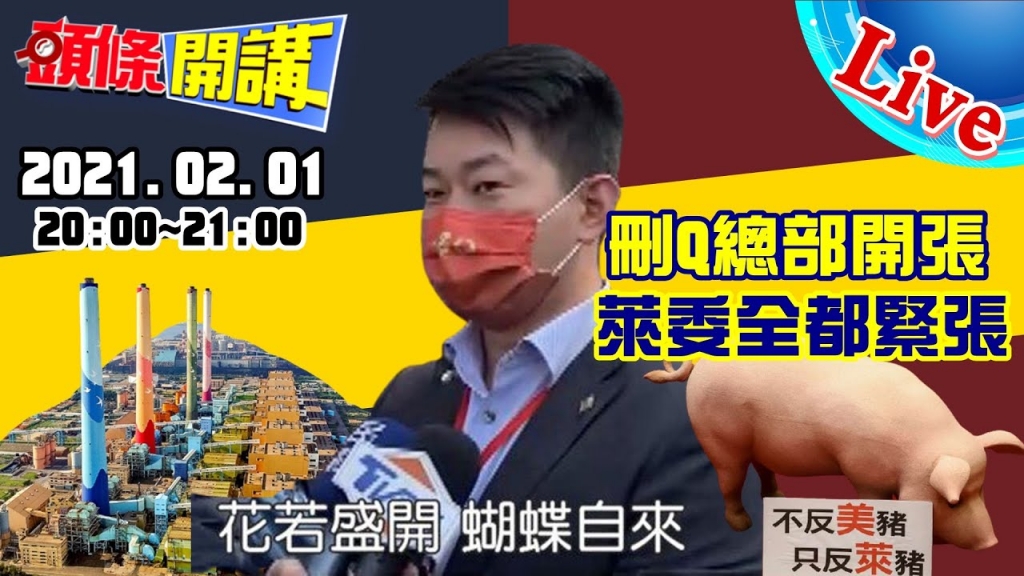 頭條開講
Live
2021.02.01
20:00~21:00
刪Q總部開張
萊委全都緊張
花若盛開 蝴蝶自來
不反美豬
只反萊豬